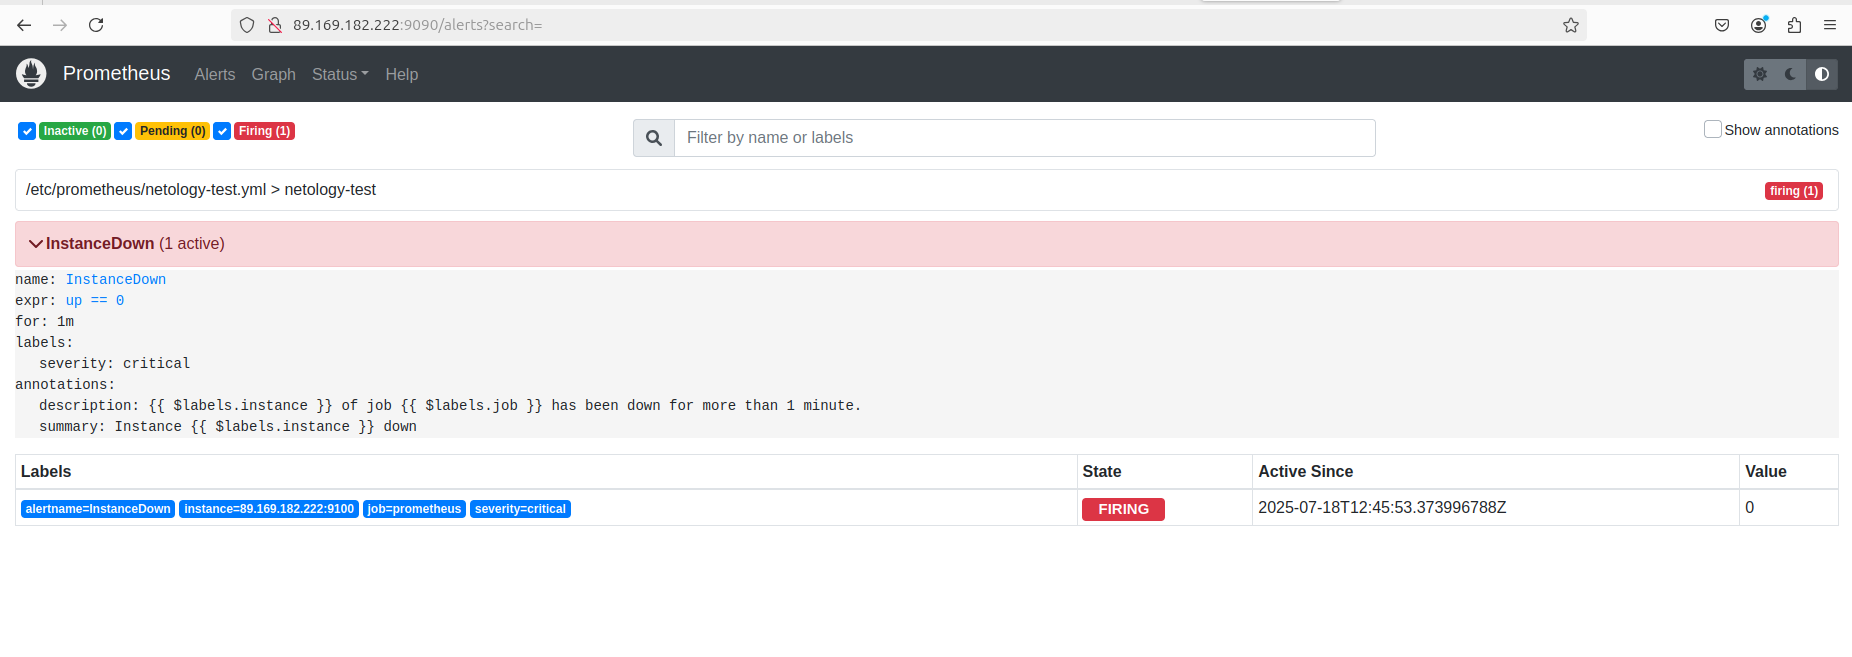 89.169.182.222:9090/alerts?search=
Prometheus Alerts Graph Status Help
Inactive (0) Pending (0) Firing (1) Filter by name or labels Show annotations
/etc/prometheus/netology-test.yml > netology-test firing (1)
InstanceDown (1 active)
name: InstanceDown
expr: up == 0
for: 1m
labels:
severity: critical
annotations:
description: {{ $labels.instance }} of job {{ $labels.job }} has been down for more than 1 minute.
summary: Instance {{ $labels.instance }} down
Labels State Active Since Value
alertname=InstanceDown instance=89.169.182.222:9100 job=prometheus severity=critical FIRING 2025-07-18T12:45:53.373996788Z 0